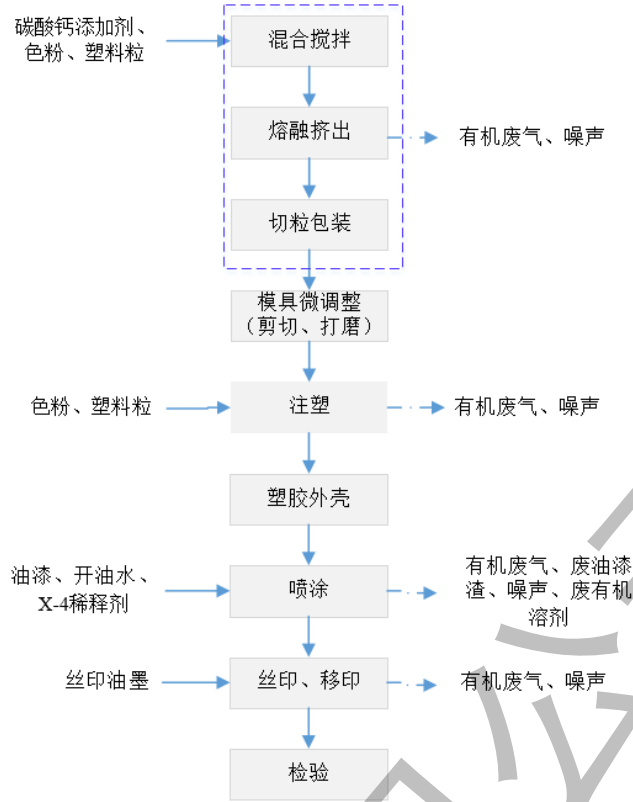 碳酸钙添加剂、
色粉、塑料粒
混合搅拌
熔融挤出
有机废气、噪声
切粒包装
模具微调整
（剪切、打磨）
色粉、塑料粒
注塑
有机废气、噪声
塑胶外壳
油漆、开油水、
X-4稀释剂
喷涂
有机废气、废油漆
渣、噪声、废有机
溶剂
丝印油墨
丝印、移印
有机废气、噪声
检验